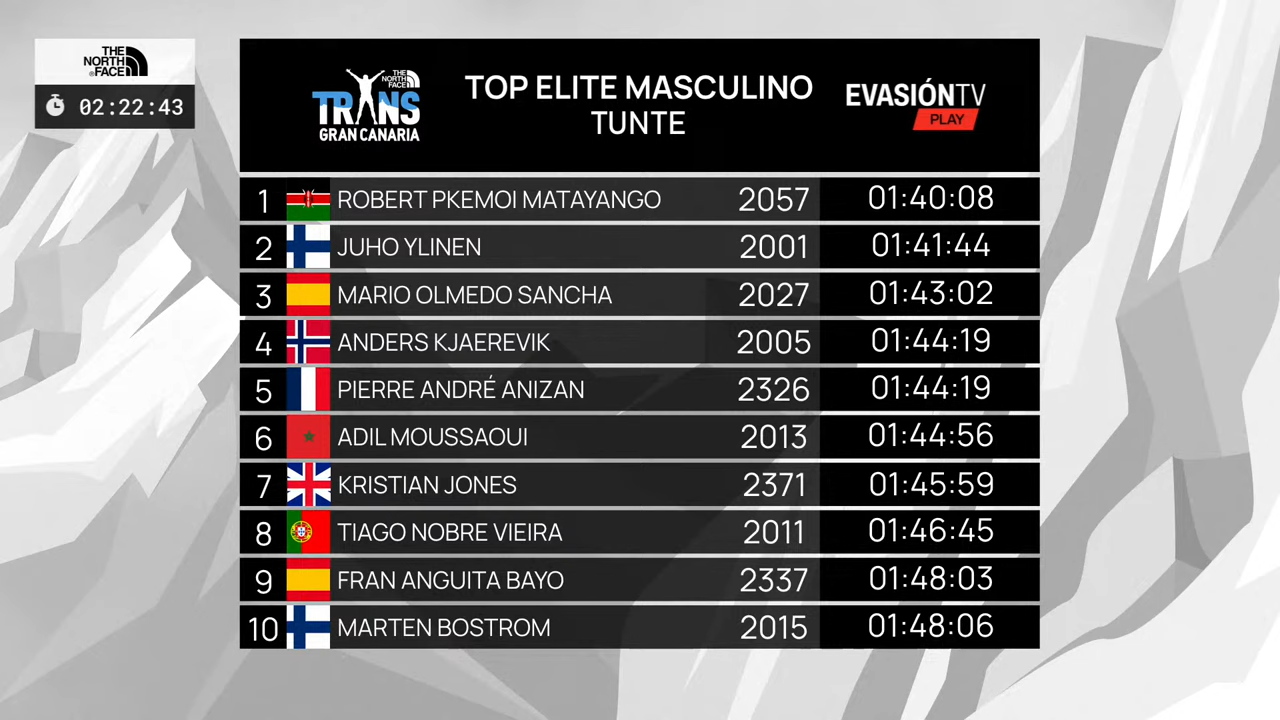 THE
NORTH
FACE
02:22:43
THE
NORTH
FACE
TRANS
GRAN CANARIA
TOP ELITE MASCULINO
TUNTE
EVASIÓNTV
PLAY
1 ROBERT PKEMOI MATAYANGO 2057 01:40:08
2 JUHO YLINEN 2001 01:41:44
3 MARIO OLMEDO SANCHA 2027 01:43:02
4 ANDERS KJAEREVIK 2005 01:44:19
5 PIERRE ANDRÉ ANIZAN 2326 01:44:19
6 ADIL MOUSSAOUI 2013 01:44:56
7 KRISTIAN JONES 2371 01:45:59
8 TIAGO NOBRE VIEIRA 2011 01:46:45
9 FRAN ANGUITA BAYO 2337 01:48:03
10 MARTEN BOSTROM 2015 01:48:06